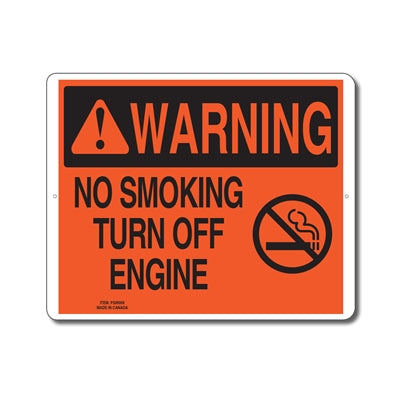 WARNING
NO SMOKING
TURN OFF
ENGINE
MADE IN CANADA